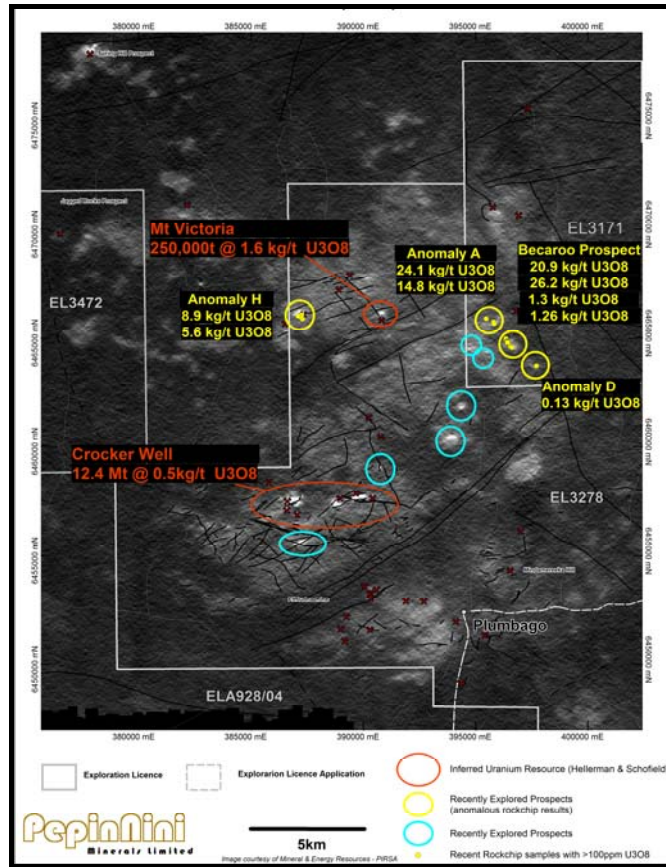 380000 mE
385000 mE
390000 mE
395000 mE
400000 mE
6475000 mN
6475000 mN
Jagged Rocks Prospect
6470000 mN
6470000 mN
EL3171
Mt Victoria
250,000t @ 1.6 kg/t U3O8
Anomaly A
24.1 kg/t U3O8
14.8 kg/t U3O8
Becaroo Prospect
20.9 kg/t U3O8
26.2 kg/t U3O8
1.3 kg/t U3O8
1.26 kg/t U3O8
EL3472
Anomaly H
8.9 kg/t U3O8
5.6 kg/t U3O8
6465000 mN
Anomaly D
0.13 kg/t U3O8
6460000 mN
6460000 mN
Crocker Well
12.4 Mt @ 0.5kg/t U3O8
EL3278
6455000 mN
6455000 mN
Plumbago
6450000 mN
6450000 mN
ELA928/04
380000 mE
385000 mE
390000 mE
395000 mE
400000 mE
Exploration Licence
Explorarion Licence Application
Inferred Uranium Resource (Hellerman & Schofield)
Recently Explored Prospects
(anomalous rockchip results)
Recently Explored Prospects
Recent Rockchip samples with >100ppm U3O8
PepinNini
Minerals Limited
5km
Image courtesy of Mineral & Energy Resources - PIRSA